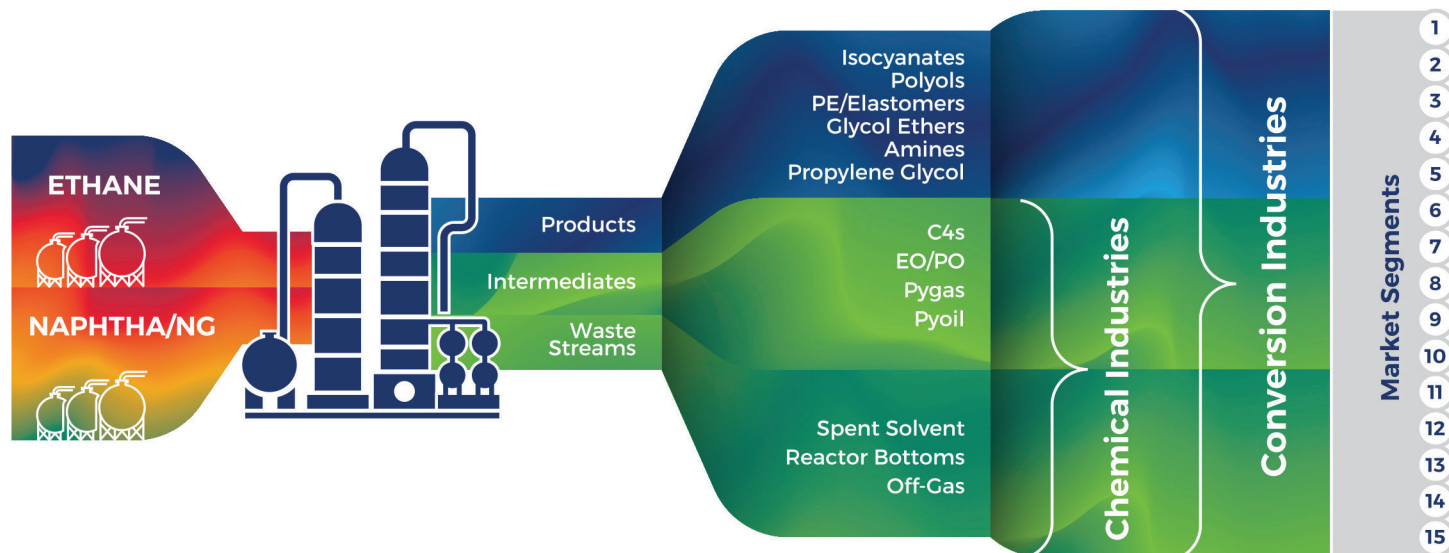 ETHANE
NAPHTHA/NG
Products
Intermediates
Waste
Streams
Isocyanates
Polyols
PE/Elastomers
Glycol Ethers
Amines
Propylene Glycol
C4s
EO/PO
Pygas
Pyoil
Spent Solvent
Reactor Bottoms
Off-Gas
Chemical Industries
Conversion Industries
Market Segments
1
2
3
4
5
6
7
8
9
10
11
12
13
14
15